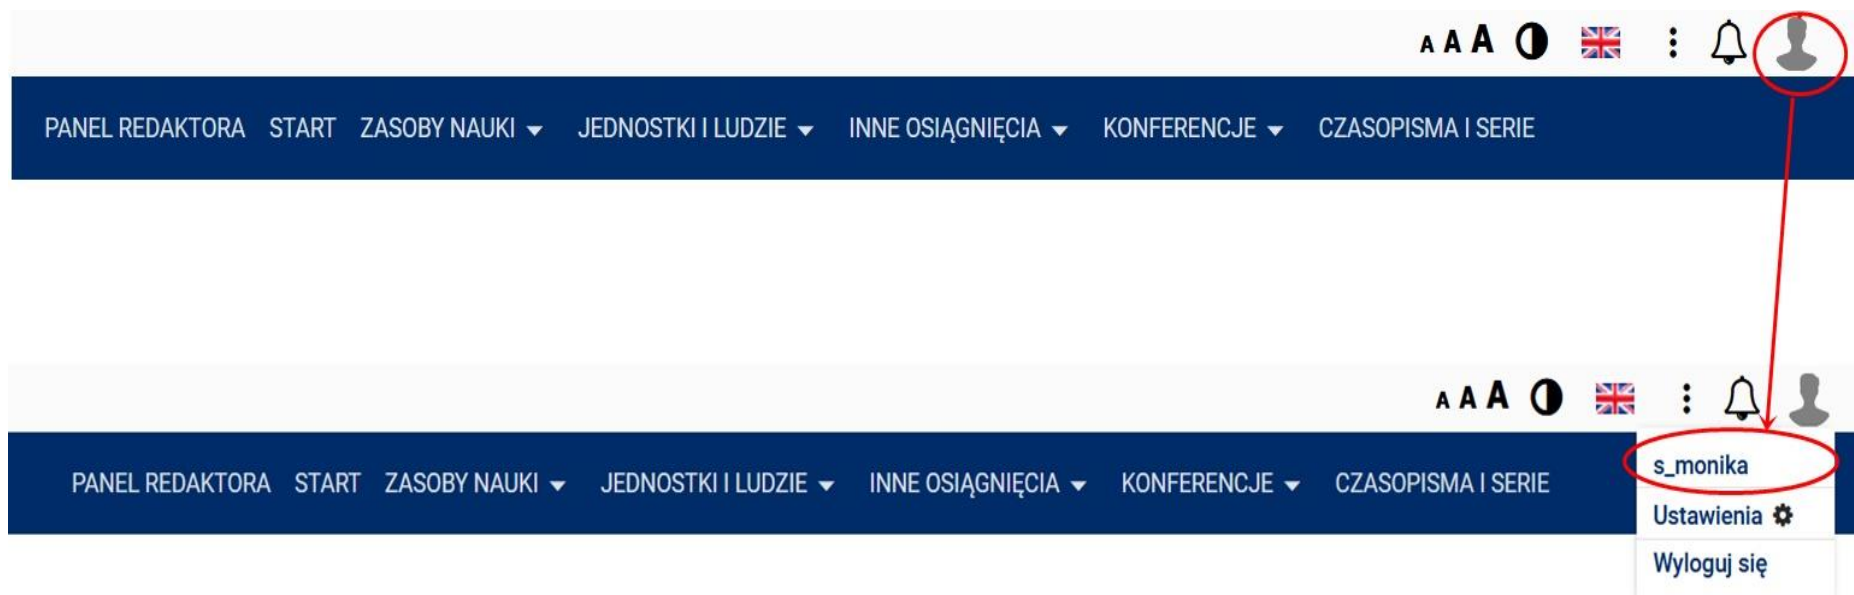 A A A
PANEL REDAKTORA START ZASOBY NAUKI JEDNOSTKI I LUDZIE INNE OSIĄGNIĘCIA KONFERENCJE CZASOPISMA I SERIE
A A A
PANEL REDAKTORA START ZASOBY NAUKI JEDNOSTKI I LUDZIE INNE OSIĄGNIĘCIA KONFERENCJE CZASOPISMA I SERIE
s_monika
Ustawienia
Wyloguj się